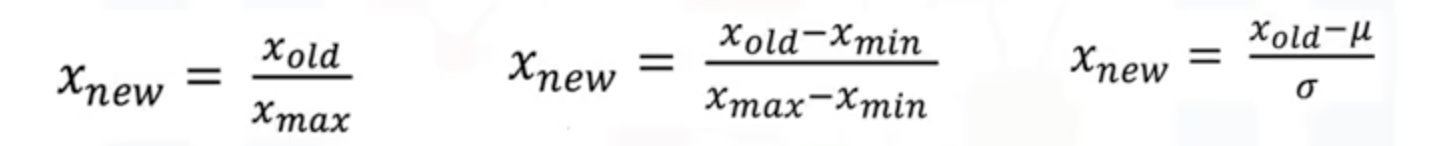 x_new = x_old / x_max
x_new = (x_old − x_min) / (x_max − x_min)
x_new = (x_old − μ) / σ